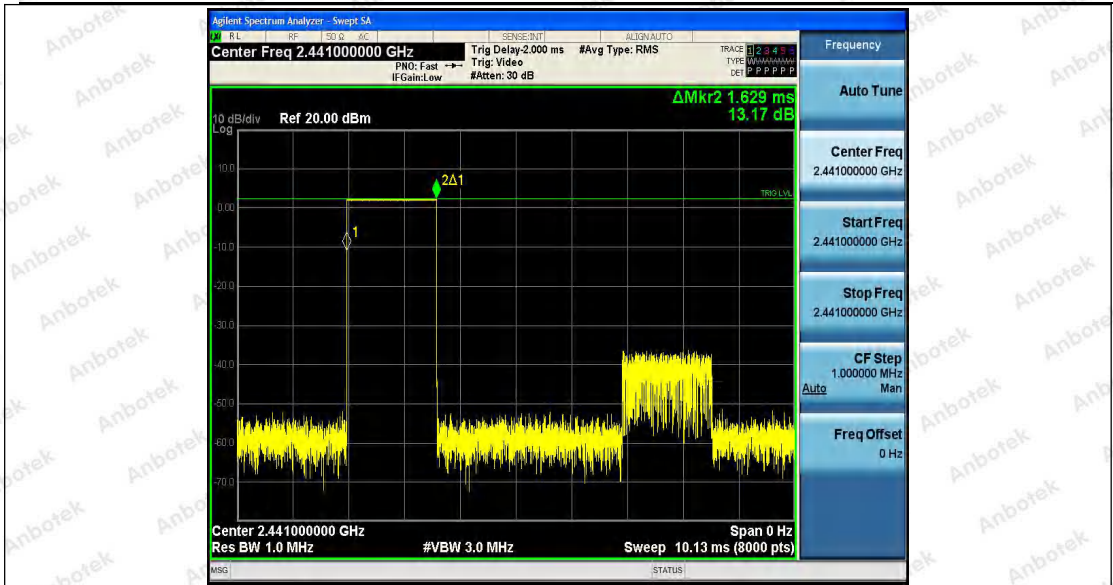 Agilent Spectrum Analyzer - Swept SA
RL RF 50 Ω AC SENSE:INT ALIGNAUTO
Center Freq 2.441000000 GHz
PNO: Fast
IFGain:Low
Trig Delay-2.000 ms
Trig: Video
#Atten: 30 dB
#Avg Type: RMS
TRACE 1 2 3 4 5 6
TYPE
DET P P P P P P
ΔMkr2 1.629 ms
13.17 dB
10 dB/div Ref 20.00 dBm
Log
10.0
0.00
-10.0
-20.0
-30.0
-40.0
-50.0
-60.0
-70.0
2Δ1
1
TRIG LVL
Center 2.441000000 GHz Span 0 Hz
Res BW 1.0 MHz #VBW 3.0 MHz Sweep 10.13 ms (8000 pts)
MSG STATUS
Frequency
Auto Tune
Center Freq
2.441000000 GHz
Start Freq
2.441000000 GHz
Stop Freq
2.441000000 GHz
CF Step
1.000000 MHz
Auto Man
Freq Offset
0 Hz
Anbotek